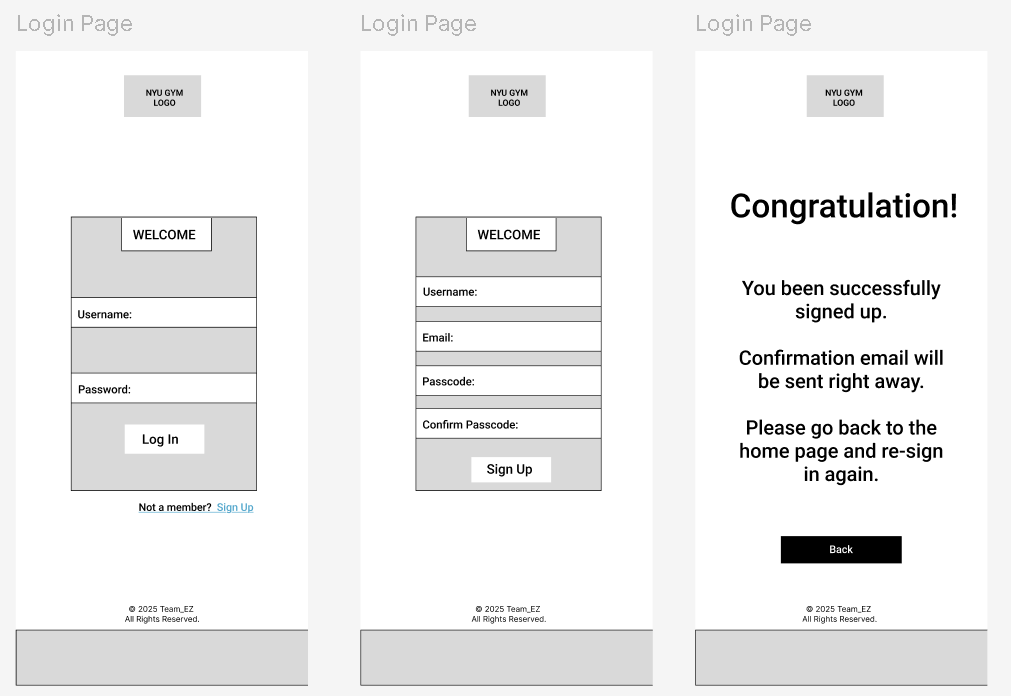 Login Page
NYU GYM
LOGO
WELCOME
Username:
Password:
Log In
Not a member? Sign Up
© 2025 Team_EZ
All Rights Reserved.
Login Page
NYU GYM
LOGO
WELCOME
Username:
Email:
Passcode:
Confirm Passcode:
Sign Up
© 2025 Team_EZ
All Rights Reserved.
Login Page
NYU GYM
LOGO
Congratulation!
You been successfully
signed up.
Confirmation email will
be sent right away.
Please go back to the
home page and re-sign
in again.
Back
© 2025 Team_EZ
All Rights Reserved.